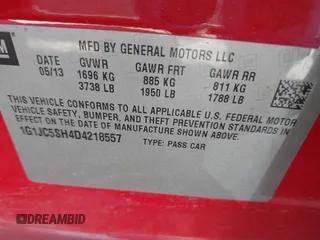 GM
MFD BY GENERAL MOTORS LLC
DATE GVWR GAWR FRT GAWR RR
05/13 1696 KG 885 KG 811 KG
3738 LB 1950 LB 1788 LB
THIS VEHICLE CONFORMS TO ALL APPLICABLE U.S. FEDERAL MOTOR
VEHICLE SAFETY, BUMPER, AND THEFT PREVENTION STANDARDS IN
EFFECT ON THE DATE OF MANUFACTURE SHOWN ABOVE.
1G1JC5SH4D4218557 TYPE: PASS CAR
DREAMBID